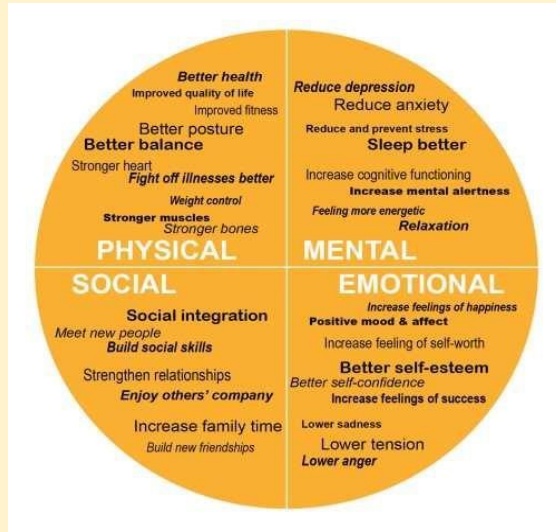 Better health
Improved quality of life
Improved fitness
Better posture
Better balance
Stronger heart
Fight off illnesses better
Weight control
Stronger muscles
Stronger bones
PHYSICAL
Reduce depression
Reduce anxiety
Reduce and prevent stress
Sleep better
Increase cognitive functioning
Increase mental alertness
Feeling more energetic
Relaxation
MENTAL
SOCIAL
Social integration
Meet new people
Build social skills
Strengthen relationships
Enjoy others' company
Increase family time
Build new friendships
EMOTIONAL
Increase feelings of happiness
Positive mood & affect
Increase feeling of self-worth
Better self-esteem
Better self-confidence
Increase feelings of success
Lower sadness
Lower tension
Lower anger